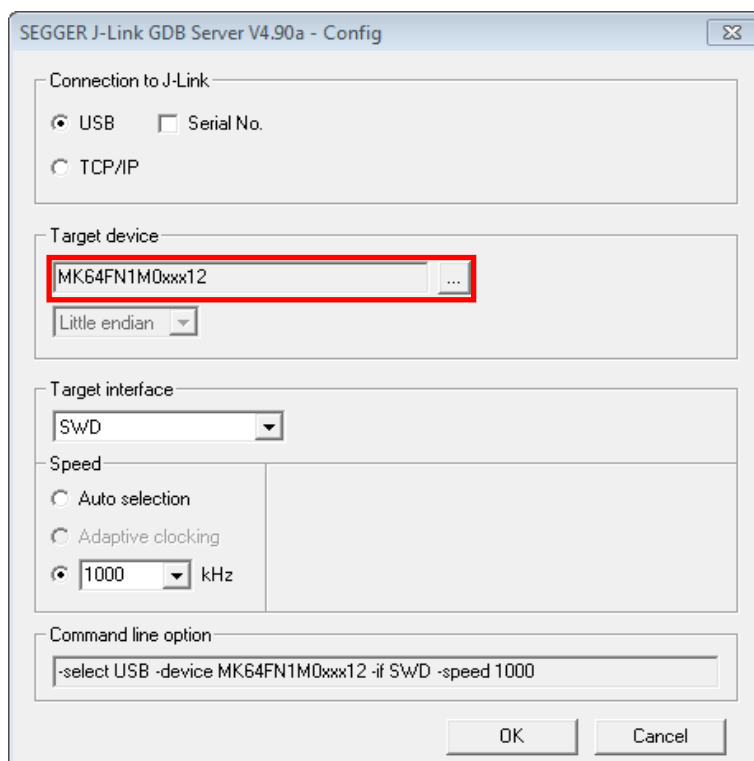 SEGGER J-Link GDB Server V4.90a - Config
Connection to J-Link
USB Serial No.
TCP/IP
Target device
MK64FN1M0xxx12 ...
Little endian
Target interface
SWD
Speed
Auto selection
Adaptive clocking
1000 kHz
Command line option
-select USB -device MK64FN1M0xxx12 -if SWD -speed 1000
OK Cancel